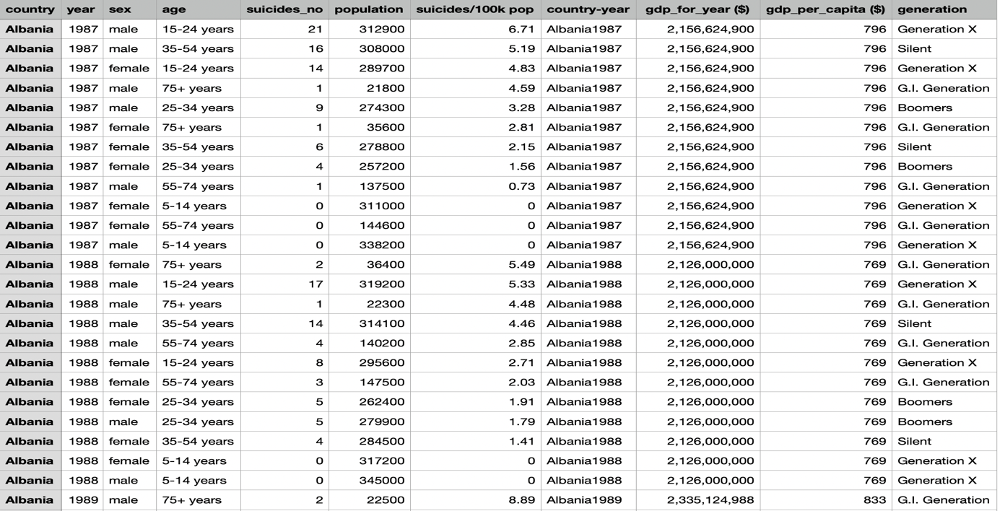 country year sex age suicides_no population suicides/100k pop country-year gdp_for_year ($) gdp_per_capita ($) generation
Albania 1987 male 15-24 years 21 312900 6.71 Albania1987 2,156,624,900 796 Generation X
Albania 1987 male 35-54 years 16 308000 5.19 Albania1987 2,156,624,900 796 Silent
Albania 1987 female 15-24 years 14 289700 4.83 Albania1987 2,156,624,900 796 Generation X
Albania 1987 male 75+ years 1 21800 4.59 Albania1987 2,156,624,900 796 G.I. Generation
Albania 1987 male 25-34 years 9 274300 3.28 Albania1987 2,156,624,900 796 Boomers
Albania 1987 female 75+ years 1 35600 2.81 Albania1987 2,156,624,900 796 G.I. Generation
Albania 1987 female 35-54 years 6 278800 2.15 Albania1987 2,156,624,900 796 Silent
Albania 1987 female 25-34 years 4 257200 1.56 Albania1987 2,156,624,900 796 Boomers
Albania 1987 male 55-74 years 1 137500 0.73 Albania1987 2,156,624,900 796 G.I. Generation
Albania 1987 female 5-14 years 0 311000 0 Albania1987 2,156,624,900 796 Generation X
Albania 1987 female 55-74 years 0 144600 0 Albania1987 2,156,624,900 796 G.I. Generation
Albania 1987 male 5-14 years 0 338200 0 Albania1987 2,156,624,900 796 Generation X
Albania 1988 female 75+ years 2 36400 5.49 Albania1988 2,126,000,000 769 G.I. Generation
Albania 1988 male 15-24 years 17 319200 5.33 Albania1988 2,126,000,000 769 Generation X
Albania 1988 male 75+ years 1 22300 4.48 Albania1988 2,126,000,000 769 G.I. Generation
Albania 1988 male 35-54 years 14 314100 4.46 Albania1988 2,126,000,000 769 Silent
Albania 1988 male 55-74 years 4 140200 2.85 Albania1988 2,126,000,000 769 G.I. Generation
Albania 1988 female 15-24 years 8 295600 2.71 Albania1988 2,126,000,000 769 Generation X
Albania 1988 female 55-74 years 3 147500 2.03 Albania1988 2,126,000,000 769 G.I. Generation
Albania 1988 female 25-34 years 5 262400 1.91 Albania1988 2,126,000,000 769 Boomers
Albania 1988 male 25-34 years 5 279900 1.79 Albania1988 2,126,000,000 769 Boomers
Albania 1988 female 35-54 years 4 284500 1.41 Albania1988 2,126,000,000 769 Silent
Albania 1988 female 5-14 years 0 317200 0 Albania1988 2,126,000,000 769 Generation X
Albania 1988 male 5-14 years 0 345000 0 Albania1988 2,126,000,000 769 Generation X
Albania 1989 male 75+ years 2 22500 8.89 Albania1989 2,335,124,988 833 G.I. Generation